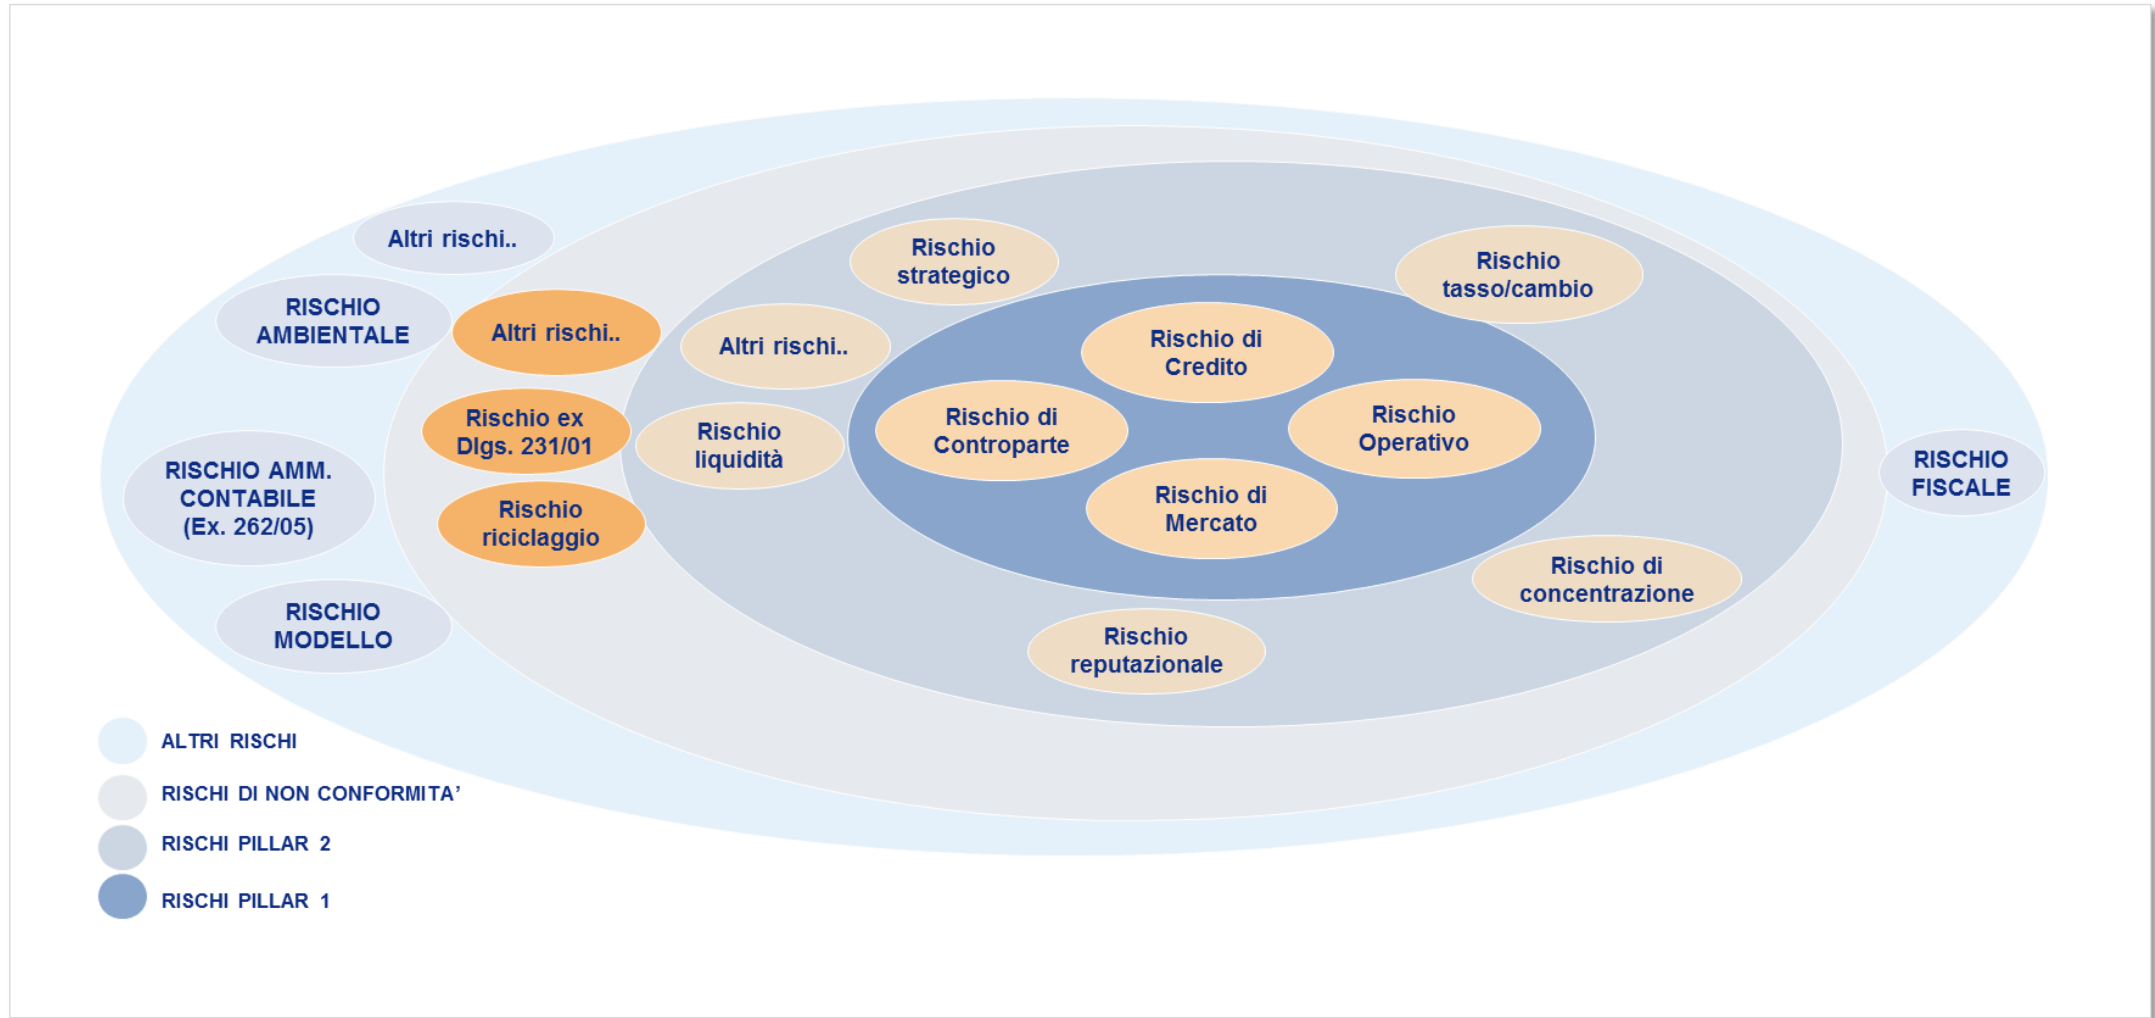 Altri rischi..
RISCHIO
AMBIENTALE
RISCHIO AMM.
CONTABILE
(Ex. 262/05)
RISCHIO
MODELLO
Altri rischi..
Rischio ex
Dlgs. 231/01
Rischio
riciclaggio
Rischio
strategico
Altri rischi..
Rischio
liquidità
Rischio
tasso/cambio
Rischio di
Credito
Rischio di
Controparte
Rischio
Operativo
Rischio di
Mercato
Rischio di
concentrazione
Rischio
reputazionale
RISCHIO
FISCALE
ALTRI RISCHI
RISCHI DI NON CONFORMITA’
RISCHI PILLAR 2
RISCHI PILLAR 1